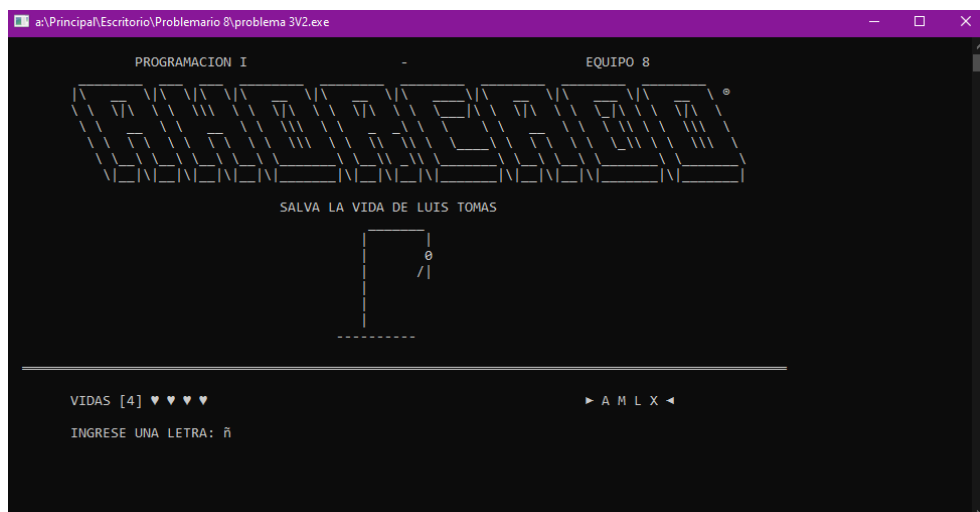 a:\Principal\Escritorio\Problemario 8\problema 3V2.exe
PROGRAMACION I - EQUIPO 8
AHORCADO ®
SALVA LA VIDA DE LUIS TOMAS
VIDAS [4] ♥ ♥ ♥ ♥ ► A M L X ◄
INGRESE UNA LETRA: ñ